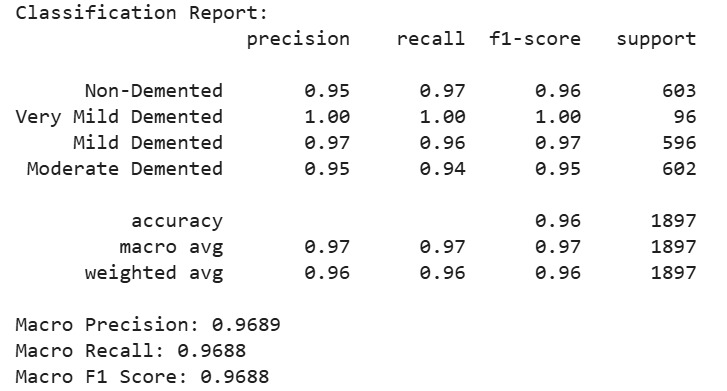 Classification Report:
precision recall f1-score support
Non-Demented 0.95 0.97 0.96 603
Very Mild Demented 1.00 1.00 1.00 96
Mild Demented 0.97 0.96 0.97 596
Moderate Demented 0.95 0.94 0.95 602
accuracy 0.96 1897
macro avg 0.97 0.97 0.97 1897
weighted avg 0.96 0.96 0.96 1897
Macro Precision: 0.9689
Macro Recall: 0.9688
Macro F1 Score: 0.9688